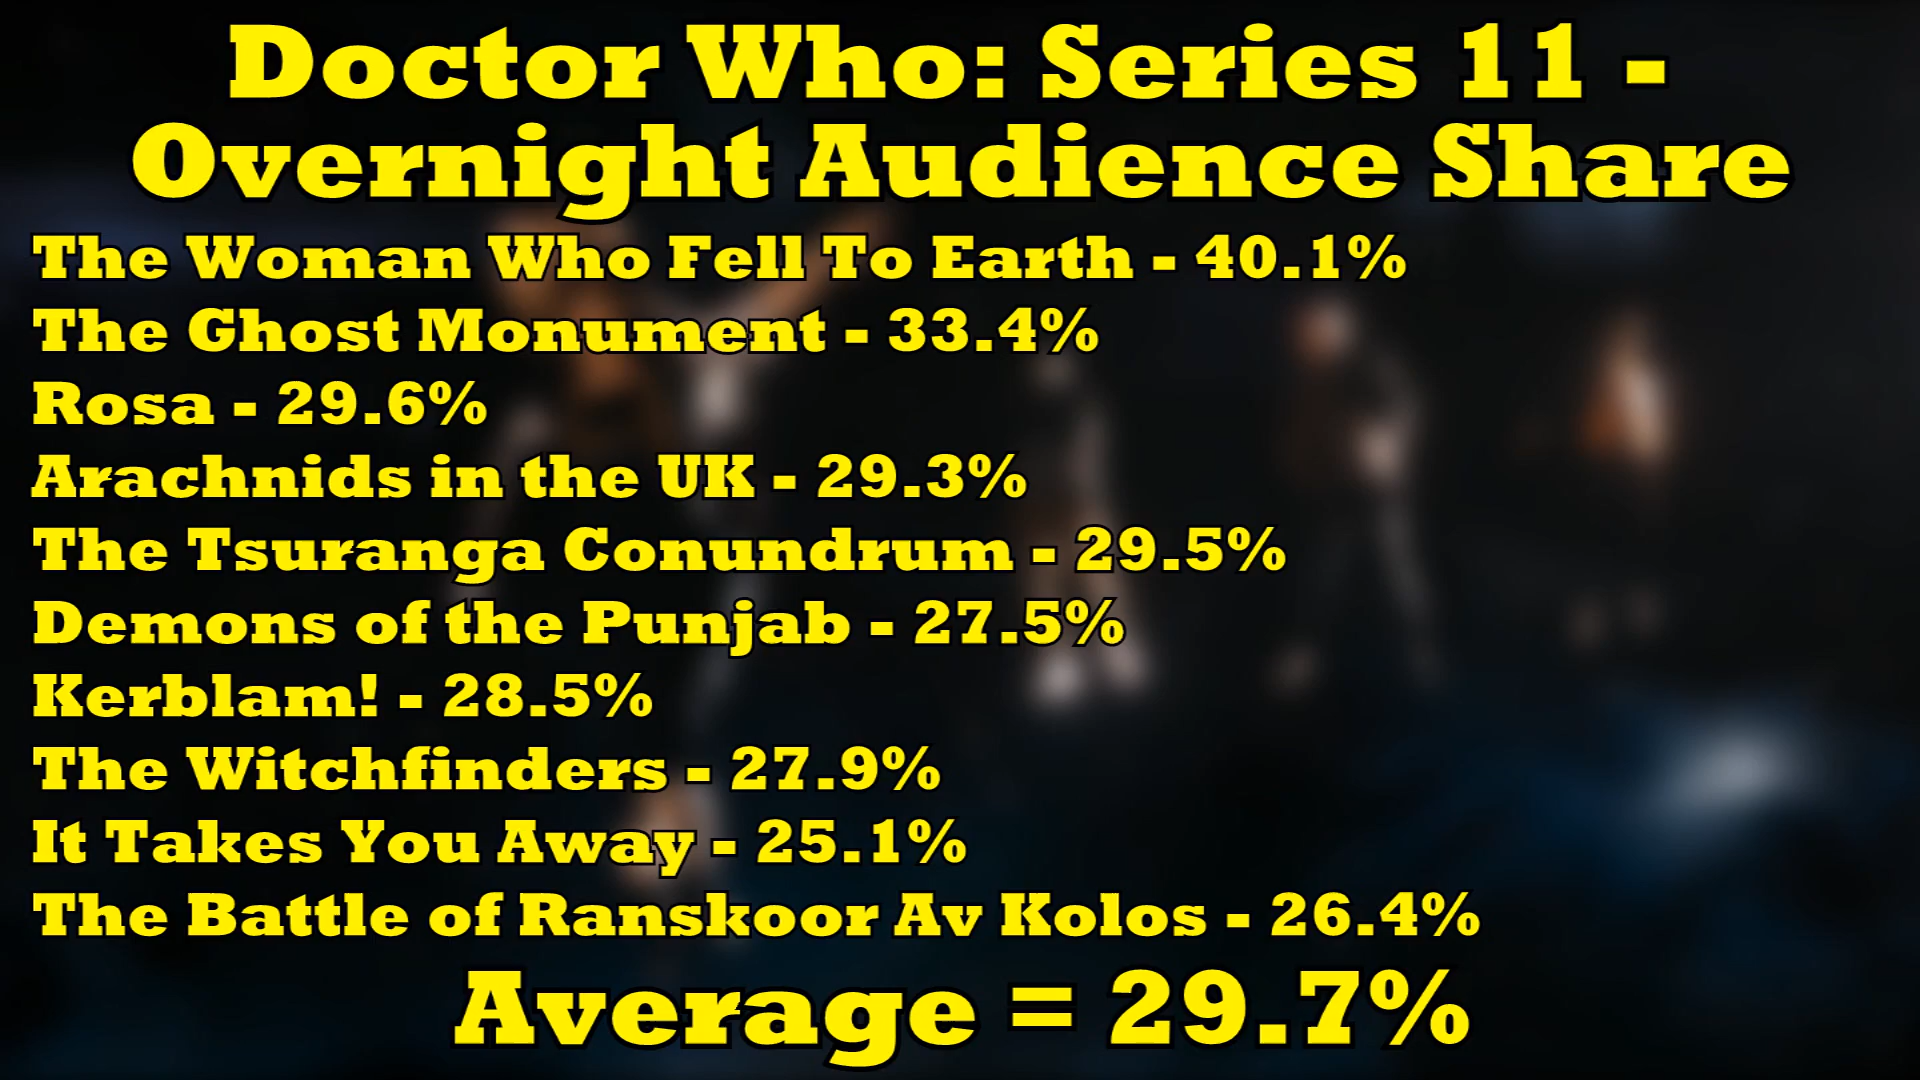 Doctor Who: Series 11 -
Overnight Audience Share
The Woman Who Fell To Earth - 40.1%
The Ghost Monument - 33.4%
Rosa - 29.6%
Arachnids in the UK - 29.3%
The Tsuranga Conundrum - 29.5%
Demons of the Punjab - 27.5%
Kerblam! - 28.5%
The Witchfinders - 27.9%
It Takes You Away - 25.1%
The Battle of Ranskoor Av Kolos - 26.4%
Average = 29.7%